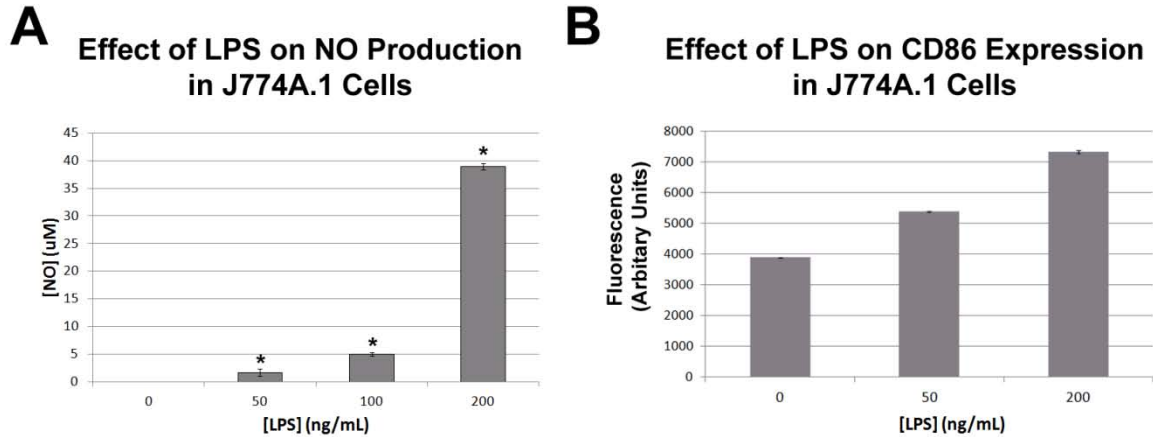 A
Effect of LPS on NO Production
in J774A.1 Cells
[NO] (uM)
45
40
35
30
25
20
15
10
5
0
*
*
*
0 50 100 200
[LPS] (ng/mL)
B
Effect of LPS on CD86 Expression
in J774A.1 Cells
Fluorescence
(Arbitary Units)
8000
7000
6000
5000
4000
3000
2000
1000
0
0 50 200
[LPS] (ng/mL)